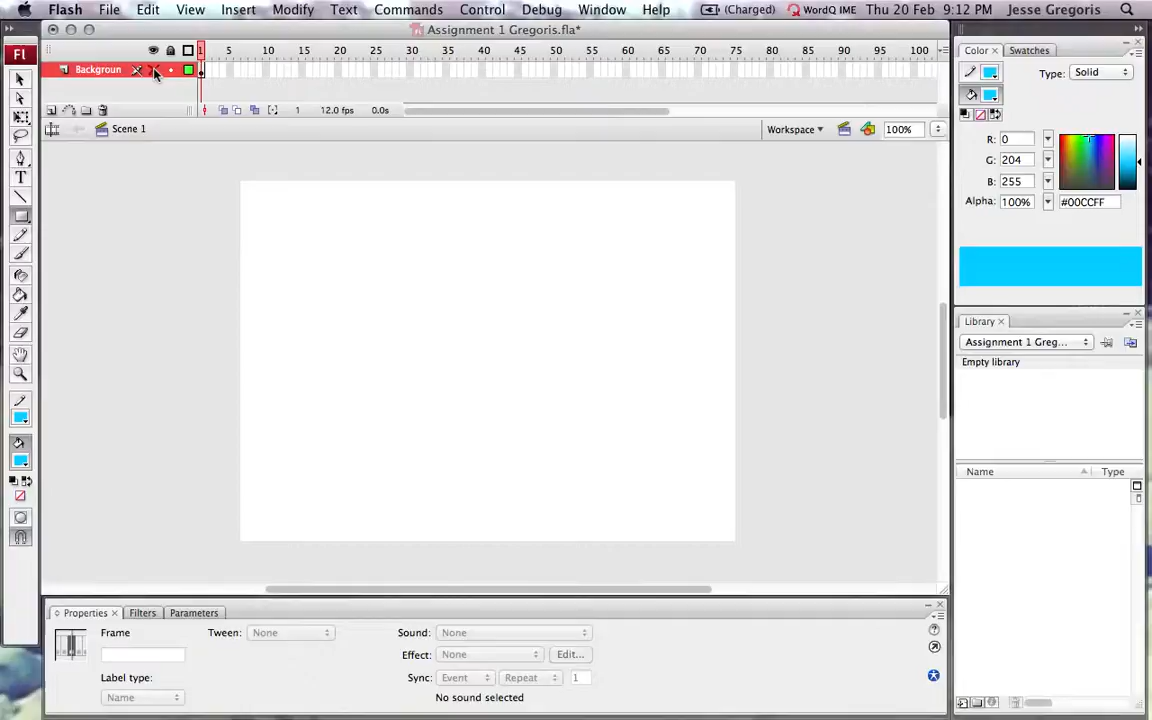 Flash File Edit View Insert Modify Text Commands Control Debug Window Help (Charged) WordQ IME Thu 20 Feb 9:12 PM Jesse Gregoris
Assignment 1 Gregoris.fla*
Fl
1 5 10 15 20 25 30 35 40 45 50 55 60 65 70 75 80 85 90 95 100
Backgroun
1 12.0 fps 0.0s
Scene 1
Workspace 100%
Color Swatches
Type: Solid
R: 0
G: 204
B: 255
Alpha: 100% #00CCFF
Library
Assignment 1 Greg...
Empty library
Name Type
Properties Filters Parameters
Frame Tween: None Sound: None
Effect: None Edit...
Label type: Sync: Event Repeat 1
Name No sound selected